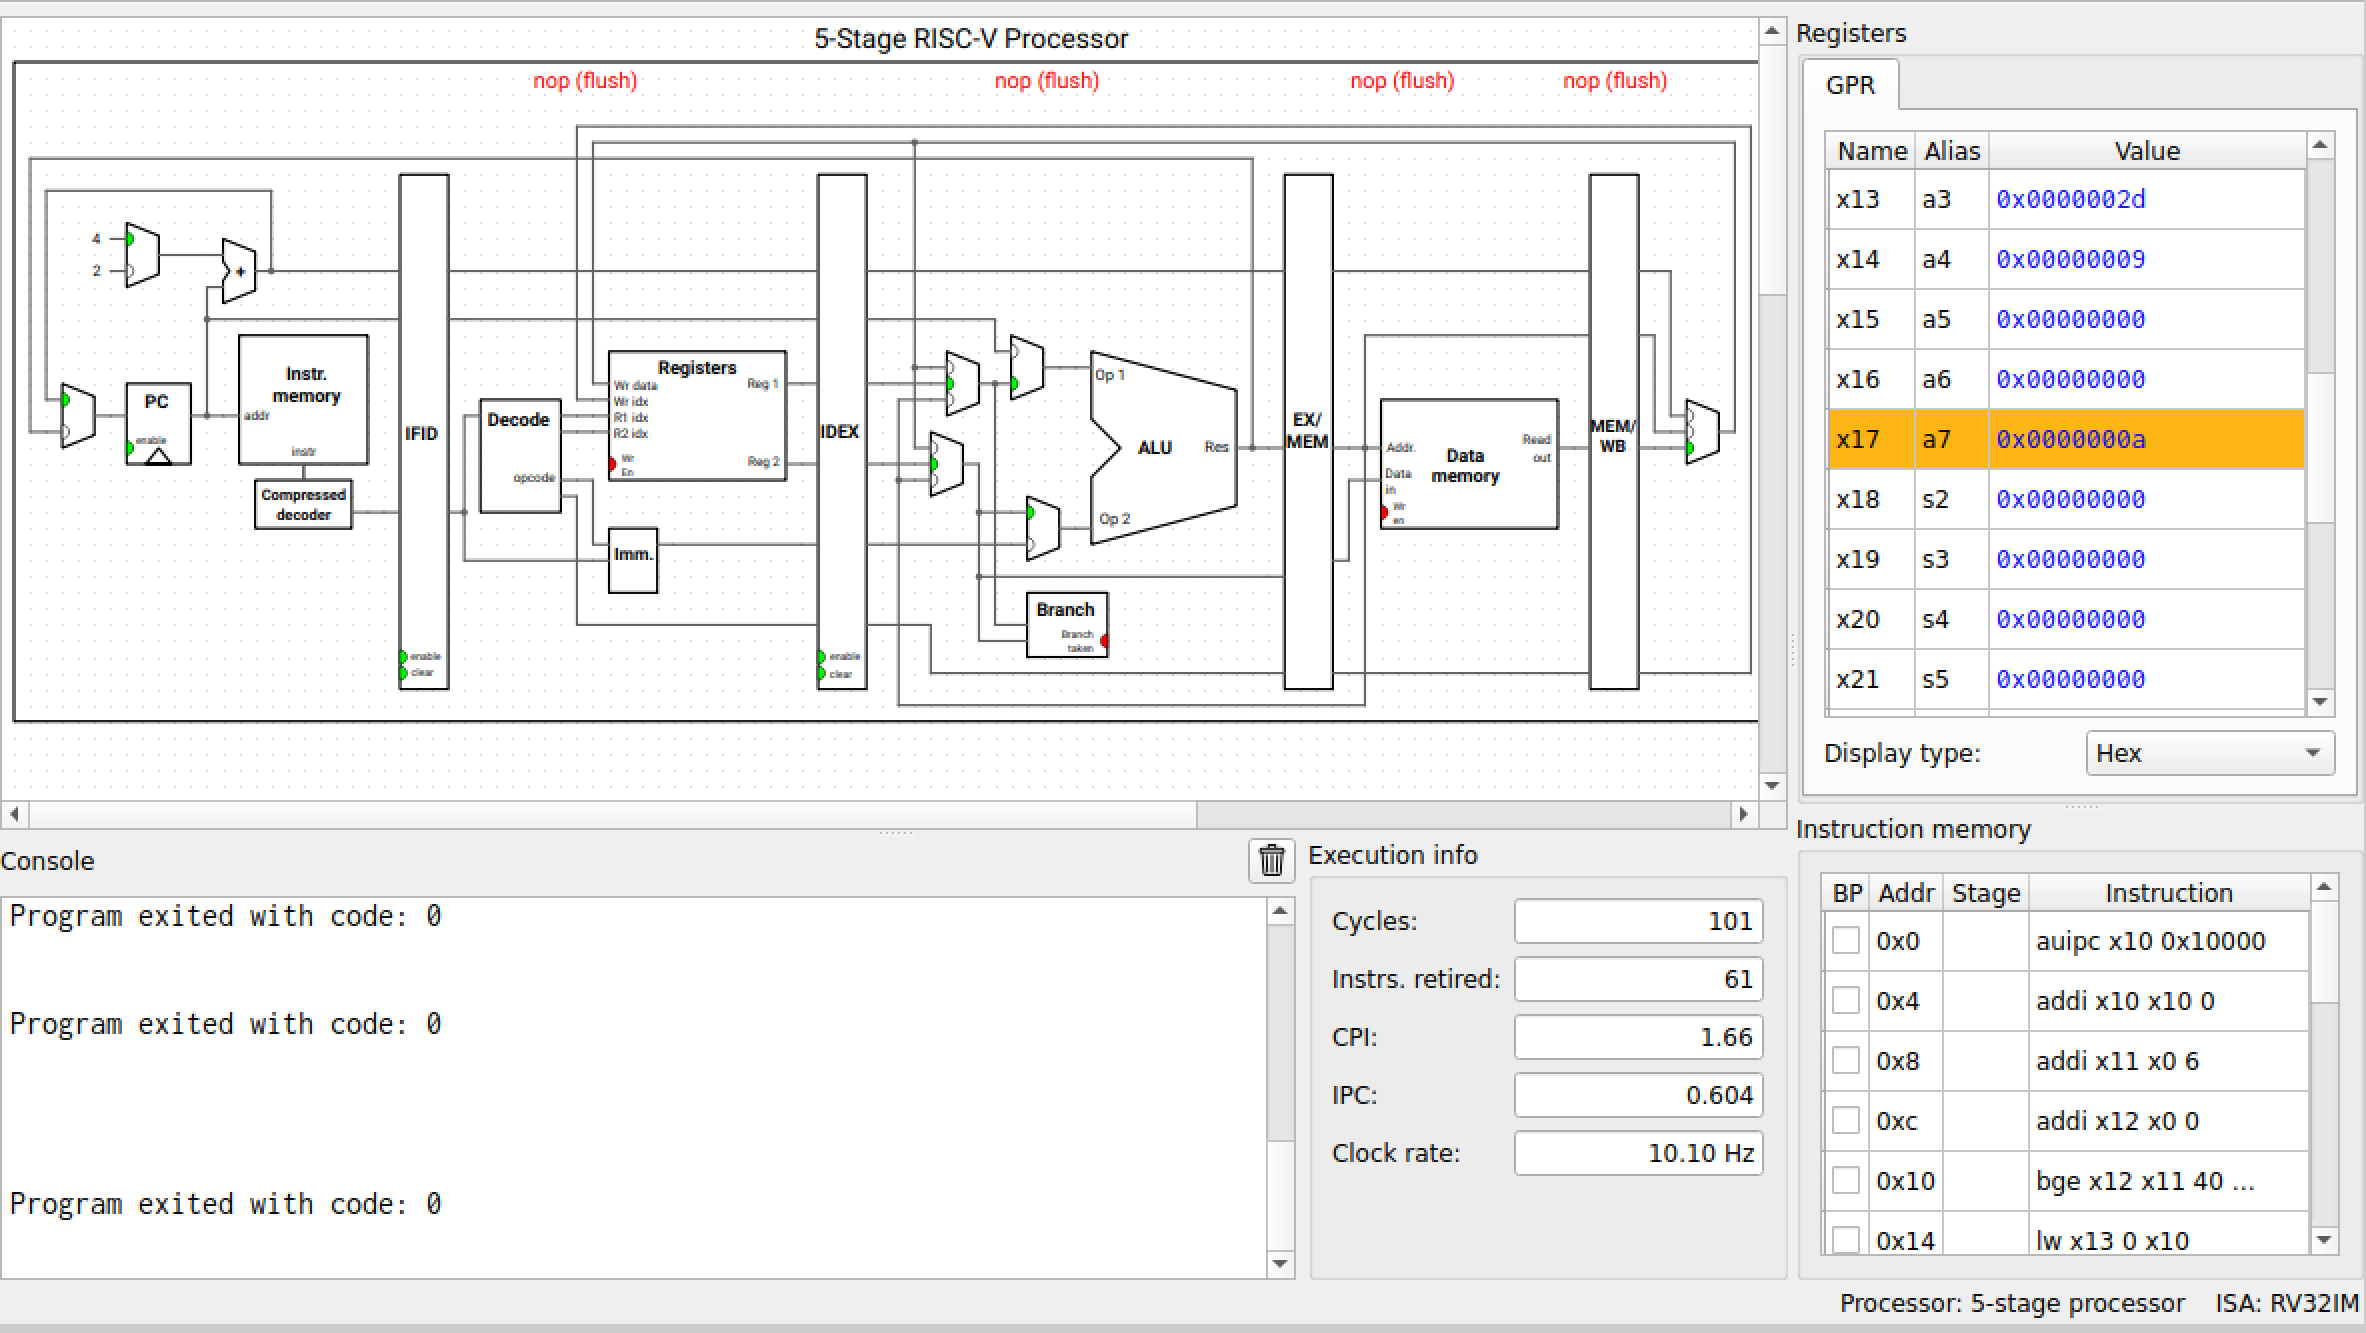 5-Stage RISC-V Processor
nop (flush) nop (flush) nop (flush) nop (flush)
4
2
+
PC
enable
Instr.
memory
addr
instr
Compressed
decoder
IFID
enable
clear
Decode
opcode
Registers
Wr data
Wr idx
R1 idx
R2 idx
Wr
En
Reg 1
Reg 2
Imm.
IDEX
enable
clear
Op 1
ALU
Res
Op 2
Branch
Branch
taken
EX/
MEM
Addr.
Data
in
Wr
en
Data
memory
Read
out
MEM/
WB
Registers
GPR
Name Alias Value
x13 a3 0x0000002d
x14 a4 0x00000009
x15 a5 0x00000000
x16 a6 0x00000000
x17 a7 0x0000000a
x18 s2 0x00000000
x19 s3 0x00000000
x20 s4 0x00000000
x21 s5 0x00000000
Display type: Hex
Console
Program exited with code: 0
Program exited with code: 0
Program exited with code: 0
Execution info
Cycles: 101
Instrs. retired: 61
CPI: 1.66
IPC: 0.604
Clock rate: 10.10 Hz
Instruction memory
BP Addr Stage Instruction
0x0 auipc x10 0x10000
0x4 addi x10 x10 0
0x8 addi x11 x0 6
0xc addi x12 x0 0
0x10 bge x12 x11 40 ...
0x14 lw x13 0 x10
Processor: 5-stage processor ISA: RV32IM